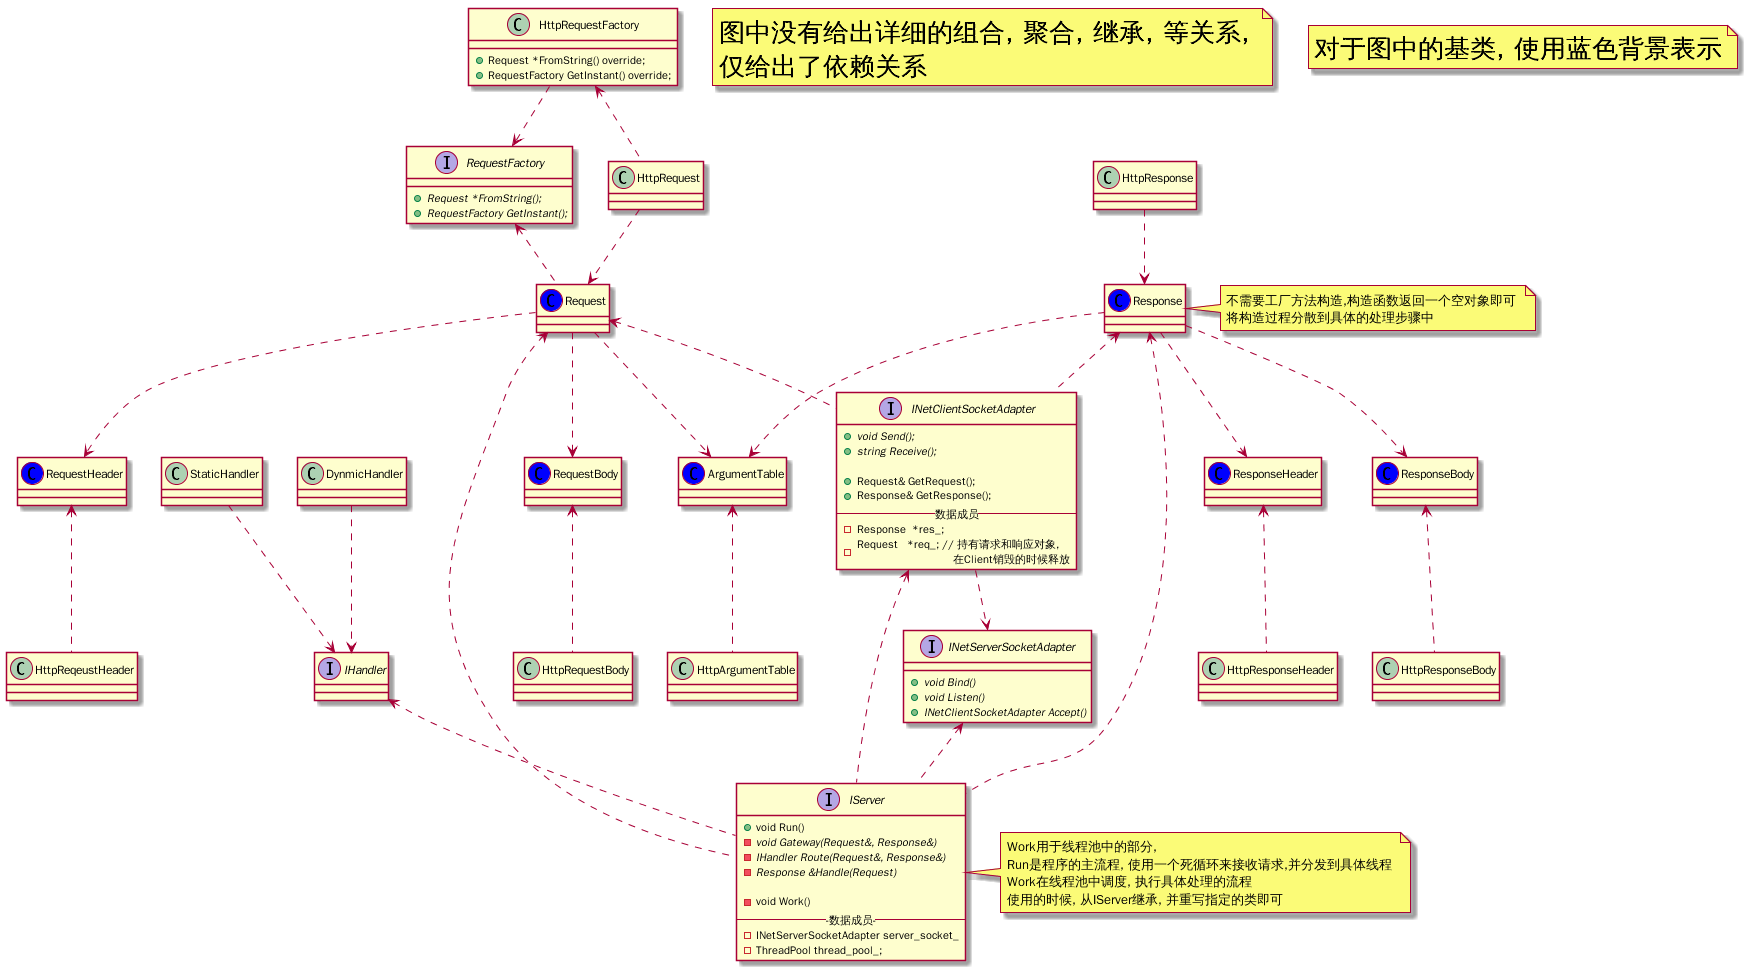 C HttpRequestFactory
Request *FromString() override;
RequestFactory GetInstant() override;
图中没有给出详细的组合, 聚合, 继承, 等关系,
仅给出了依赖关系
对于图中的基类, 使用蓝色背景表示
I RequestFactory
Request *FromString();
RequestFactory GetInstant();
C HttpRequest
C HttpResponse
C Request
C Response
不需要工厂方法构造,构造函数返回一个空对象即可
将构造过程分散到具体的处理步骤中
I INetClientSocketAdapter
void Send();
string Receive();
Request& GetRequest();
Response& GetResponse();
数据成员
Response *res_;
Request *req_; // 持有请求和响应对象,
在Client销毁的时候释放
C RequestHeader
C StaticHandler
C DynmicHandler
C RequestBody
C ArgumentTable
C ResponseHeader
C ResponseBody
C HttpReqeustHeader
I IHandler
C HttpRequestBody
C HttpArgumentTable
I INetServerSocketAdapter
void Bind()
void Listen()
INetClientSocketAdapter Accept()
C HttpResponseHeader
C HttpResponseBody
I IServer
void Run()
void Gateway(Request&, Response&)
IHandler Route(Request&, Response&)
Response &Handle(Request)
void Work()
-数据成员-
INetServerSocketAdapter server_socket_
ThreadPool thread_pool_;
Work用于线程池中的部分,
Run是程序的主流程, 使用一个死循环来接收请求,并分发到具体线程
Work在线程池中调度, 执行具体处理的流程
使用的时候, 从IServer继承, 并重写指定的类即可